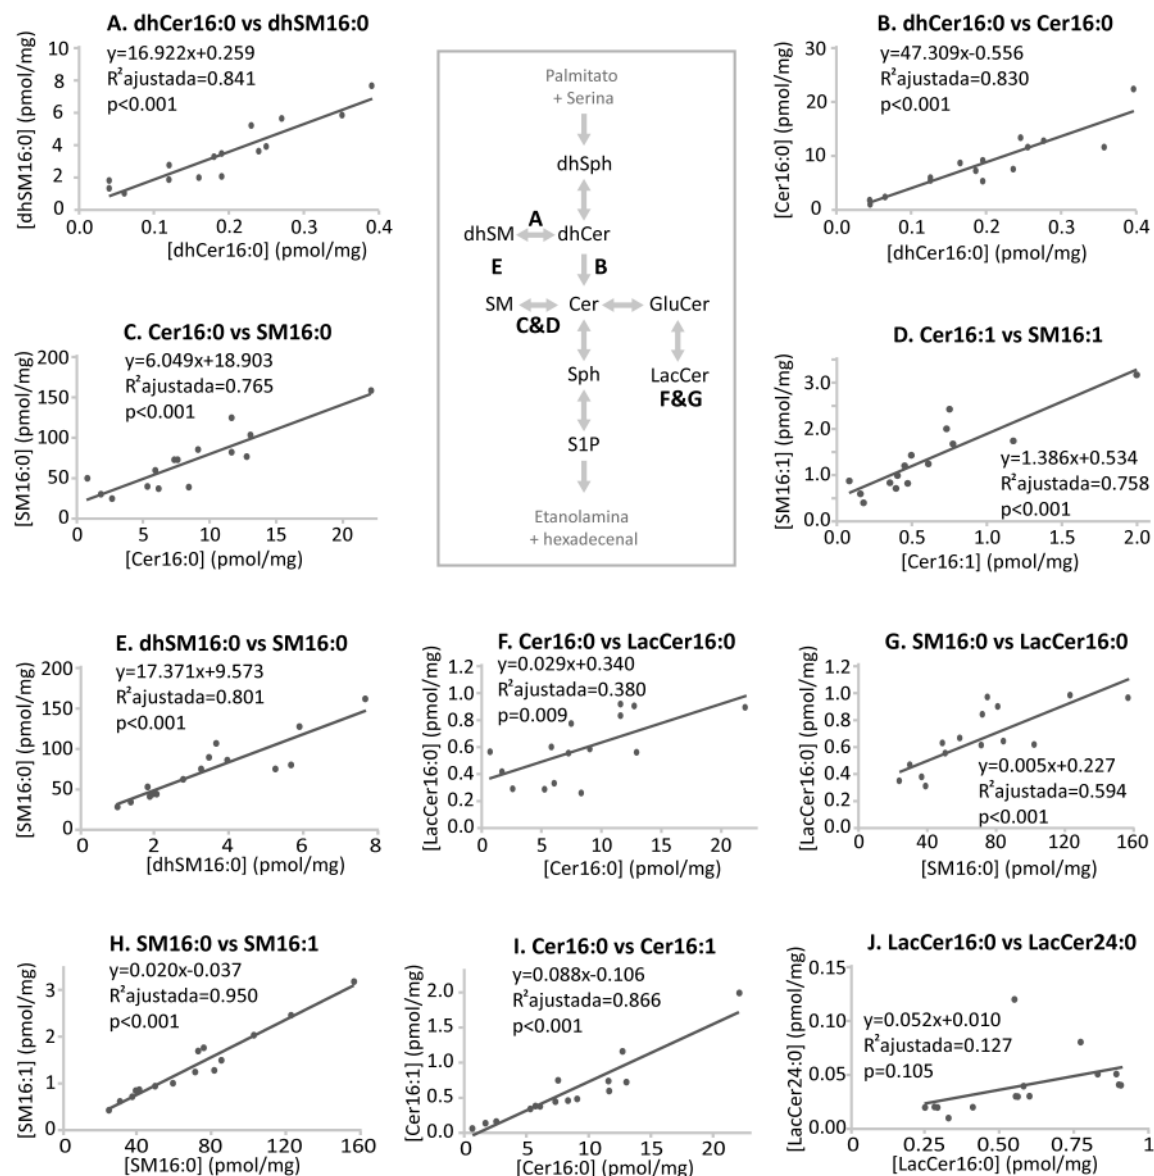 A. dhCer16:0 vs dhSM16:0
y=16.922x+0.259
R²ajustada=0.841
p<0.001
[dhSM16:0] (pmol/mg)
10
8
6
4
2
0
0.0 0.1 0.2 0.3 0.4
[dhCer16:0] (pmol/mg)
Palmitato
+ Serina
dhSph
A
dhSM dhCer
E B
SM Cer GluCer
C&D
Sph LacCer
F&G
S1P
Etanolamina
+ hexadecenal
B. dhCer16:0 vs Cer16:0
y=47.309x-0.556
R²ajustada=0.830
p<0.001
[Cer16:0] (pmol/mg)
30
20
10
0
0.0 0.1 0.2 0.3 0.4
[dhCer16:0] (pmol/mg)
C. Cer16:0 vs SM16:0
y=6.049x+18.903
R²ajustada=0.765
p<0.001
[SM16:0] (pmol/mg)
200
150
100
50
0
0 5 10 15 20
[Cer16:0] (pmol/mg)
D. Cer16:1 vs SM16:1
y=1.386x+0.534
R²ajustada=0.758
p<0.001
[SM16:1] (pmol/mg)
3.0
2.0
1.0
0.0
0.0 0.5 1.0 1.5 2.0
[Cer16:1] (pmol/mg)
E. dhSM16:0 vs SM16:0
y=17.371x+9.573
R²ajustada=0.801
p<0.001
[SM16:0] (pmol/mg)
200
150
100
50
0
0 2 4 6 8
[dhSM16:0] (pmol/mg)
F. Cer16:0 vs LacCer16:0
y=0.029x+0.340
R²ajustada=0.380
p=0.009
[LacCer16:0] (pmol/mg)
1.2
1.0
0.8
0.6
0.4
0.2
0.0
0 5 10 15 20
[Cer16:0] (pmol/mg)
G. SM16:0 vs LacCer16:0
y=0.005x+0.227
R²ajustada=0.594
p<0.001
[LacCer16:0] (pmol/mg)
1.2
1.0
0.8
0.6
0.4
0.2
0.0
0 40 80 120 160
[SM16:0] (pmol/mg)
H. SM16:0 vs SM16:1
y=0.020x-0.037
R²ajustada=0.950
p<0.001
[SM16:1] (pmol/mg)
3
2
1
0
0 40 80 120 160
[SM16:0] (pmol/mg)
I. Cer16:0 vs Cer16:1
y=0.088x-0.106
R²ajustada=0.866
p<0.001
[Cer16:1] (pmol/mg)
2.0
1.5
1.0
0.5
0.0
0 5 10 15 20
[Cer16:0] (pmol/mg)
J. LacCer16:0 vs LacCer24:0
y=0.052x+0.010
R²ajustada=0.127
p=0.105
[LacCer24:0] (pmol/mg)
0.15
0.10
0.05
0.00
0 0.25 0.50 0.75 1
[LacCer16:0] (pmol/mg)